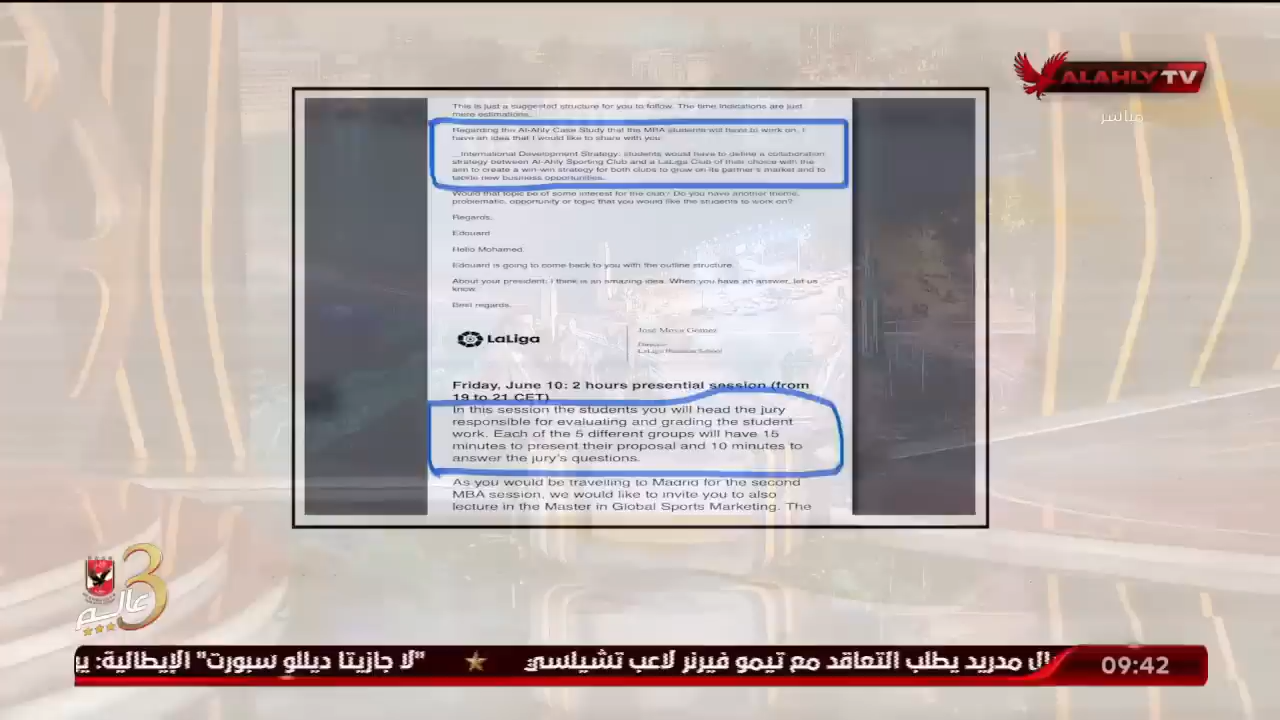 ALAHLY TV
مباشر
This is just a suggested structure for you to follow. The time indications are just
mere estimations.
Regarding the Al-Ahly Case Study that the MBA students will have to work on, I
have an idea that I would like to share with you:
_ International Development Strategy: students would have to define a collaboration
strategy between Al-Ahly Sporting Club and a LaLiga Club of their choice with the
aim to create a win-win strategy for both clubs to grow on its partner's market and to
tackle new business opportunities.
Would that topic be of some interest for the club? Do you have another theme,
problematic, opportunity or topic that you would like the students to work on?
Regards,
Edouard
Hello Mohamed,
Edouard is going to come back to you with the outline structure.
About your president: I think is an amazing idea. When you have an answer, let us
know.
Best regards,
LaLiga
José Moya Gómez
Director
LaLiga Business School
Friday, June 10: 2 hours presential session (from
19 to 21 CET)
In this session the students you will head the jury
responsible for evaluating and grading the student
work. Each of the 5 different groups will have 15
minutes to present their proposal and 10 minutes to
answer the jury's questions.
As you would be travelling to Madrid for the second
MBA session, we would like to invite you to also
lecture in the Master in Global Sports Marketing. The
3
عالم
ال مدريد يطلب التعاقد مع تيمو فيرنر لاعب تشيلسي ★ "لا جازيتا ديللو سبورت" الإيطالية: ي
09:42